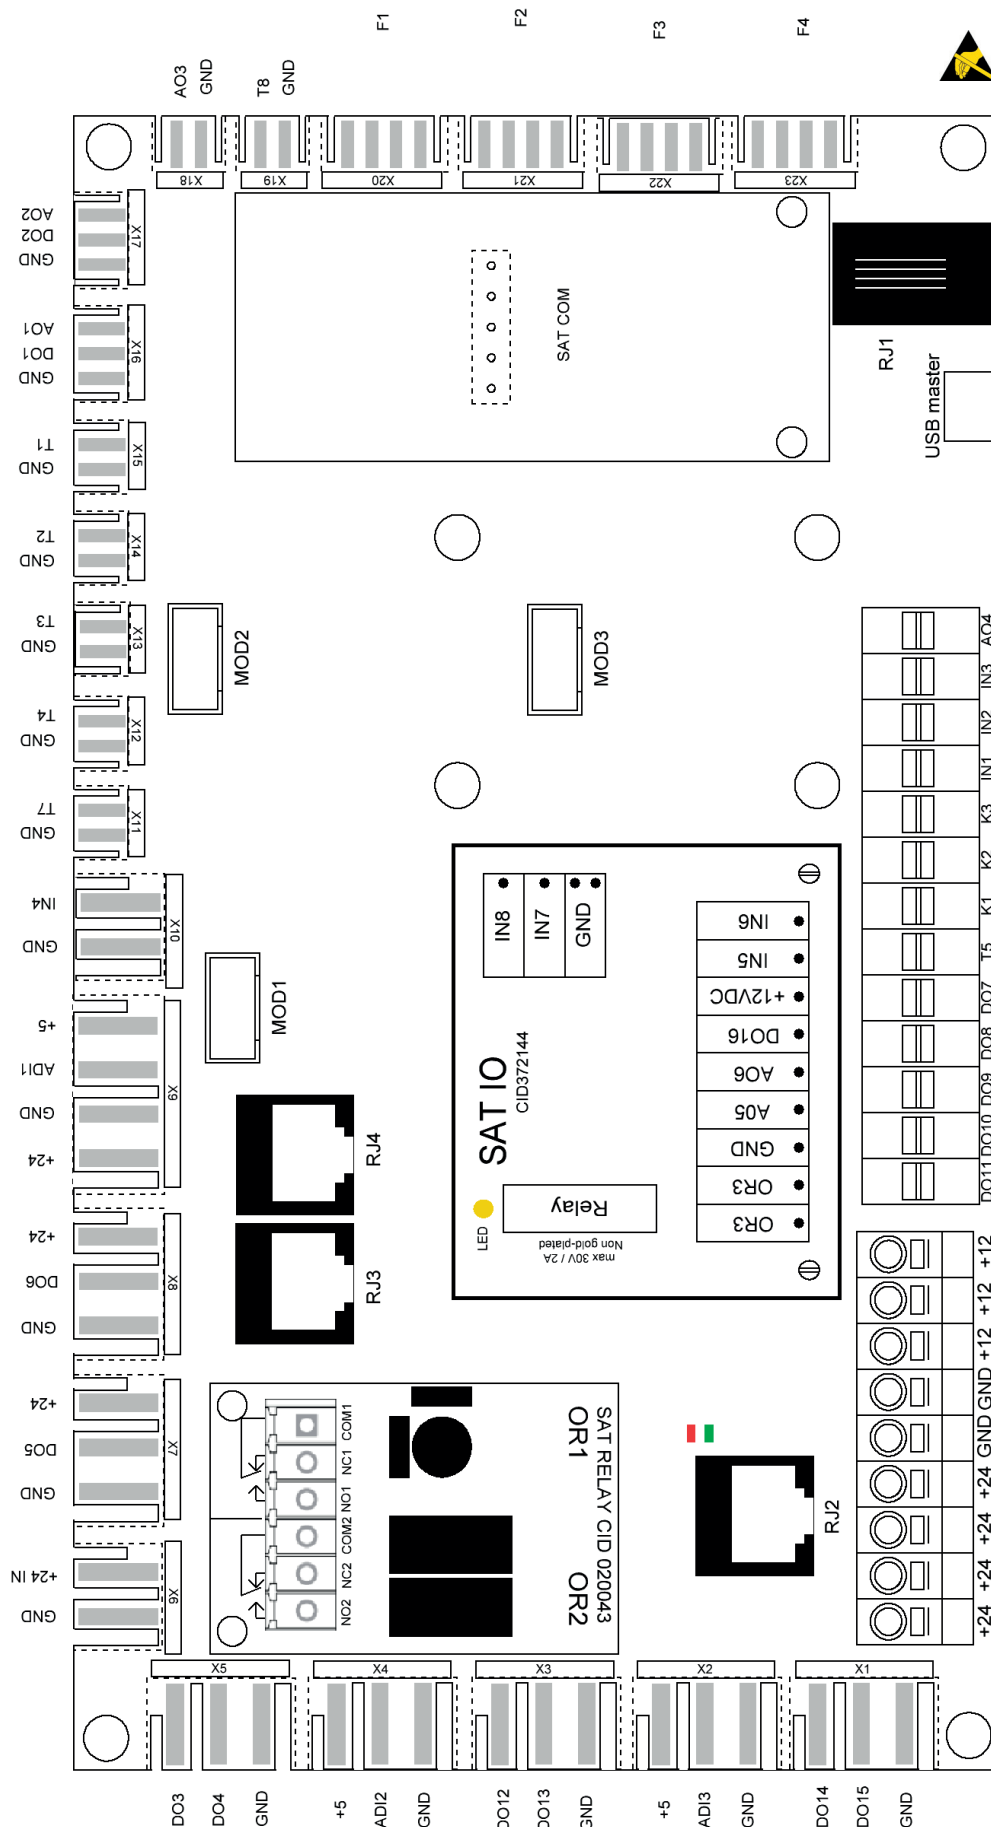 F1
F2
F3
F4
AO3
GND
T8
GND
X18
X19
X20
X21
X22
X23
AO2
DO2
GND
X17
AO1
DO1
GND
X16
T1
GND
X15
T2
GND
X14
T3
GND
X13
T4
GND
X12
T7
GND
X11
IN4
GND
X10
+5
ADI1
GND
+24
X9
+24
DO6
GND
X8
+24
DO5
GND
X7
+24 IN
GND
X6
SAT COM
RJ1
USB master
MOD2
MOD3
MOD1
RJ4
RJ3
IN8
IN7
GND
SAT IO
CID372144
LED
Relay
max 30V / 2A
Non gold-plated
IN6
IN5
+12VDC
DO16
AO6
A05
GND
OR3
OR3
AO4
IN3
IN2
IN1
K3
K2
K1
T5
DO7
DO8
DO9
DO10
DO11
+12
+12
+12
GND
GND
+24
+24
+24
+24
COM1
NC1
NO1
COM2
NC2
NO2
OR1
OR2
SAT RELAY CID 020043
RJ2
X5
X4
X3
X2
X1
DO3
DO4
GND
+5
ADI2
GND
DO12
DO13
GND
+5
ADI3
GND
DO14
DO15
GND